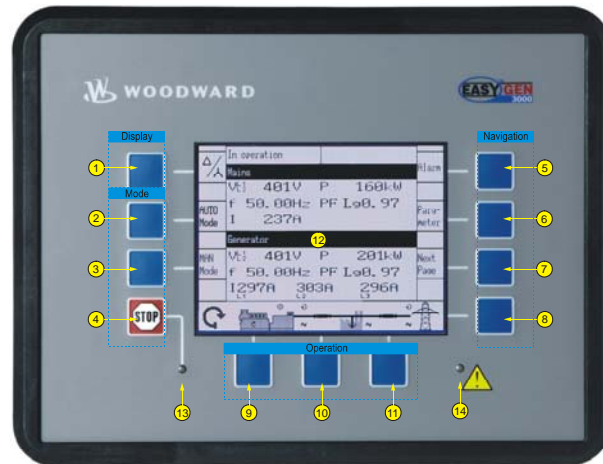 WOODWARD
EASYGEN
3000
Display
Navigation
Mode
Operation
In operation
Mains
401V P 160kW
f 50.00Hz PF Lg0.97
I 237A
Generator
401V P 201kW
f 50.00Hz PF Lg0.97
1297A 303A 296A
L1 L2 L3
AUTO
Mode
MAN
Mode
Alarm
Para-
meter
Next
Page
STOP
1
2
3
4
5
6
7
8
9
10
11
12
13
14